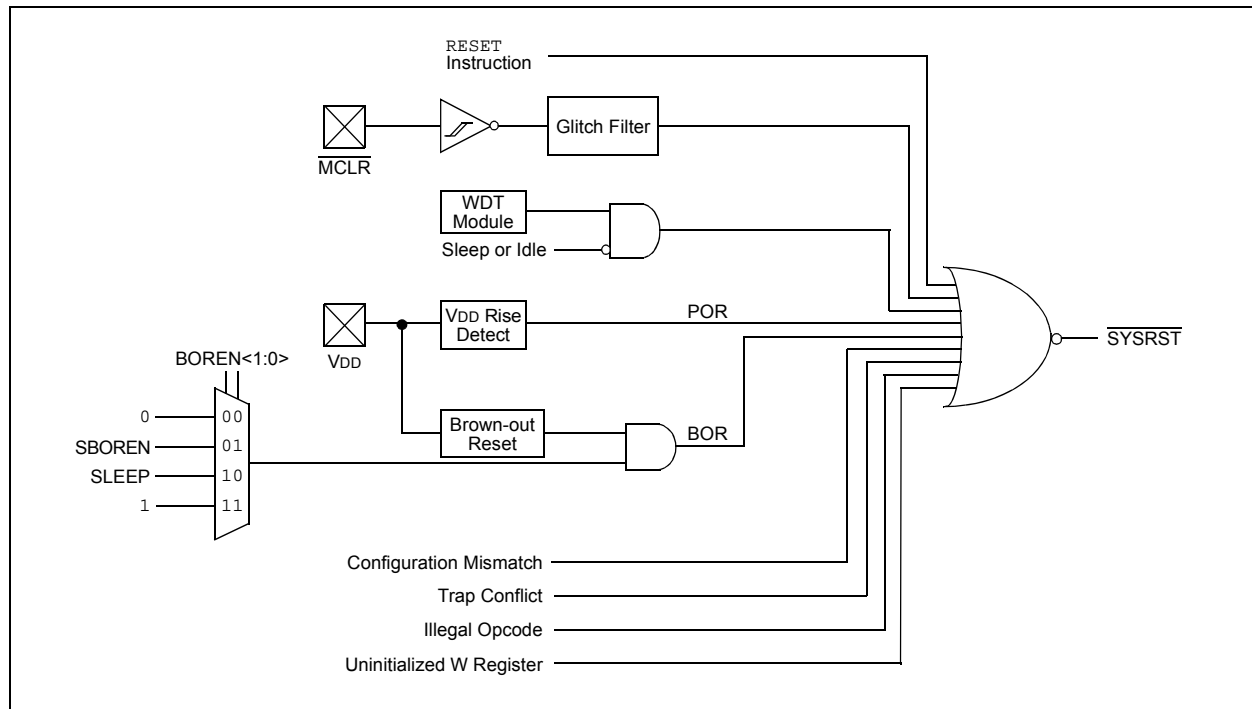 RESET
Instruction
Glitch Filter
MCLR
WDT
Module
Sleep or Idle
VDD Rise
Detect
POR
SYSRST
VDD
BOREN<1:0>
0
00
SBOREN
01
SLEEP
10
1
11
Brown-out
Reset
BOR
Configuration Mismatch
Trap Conflict
Illegal Opcode
Uninitialized W Register